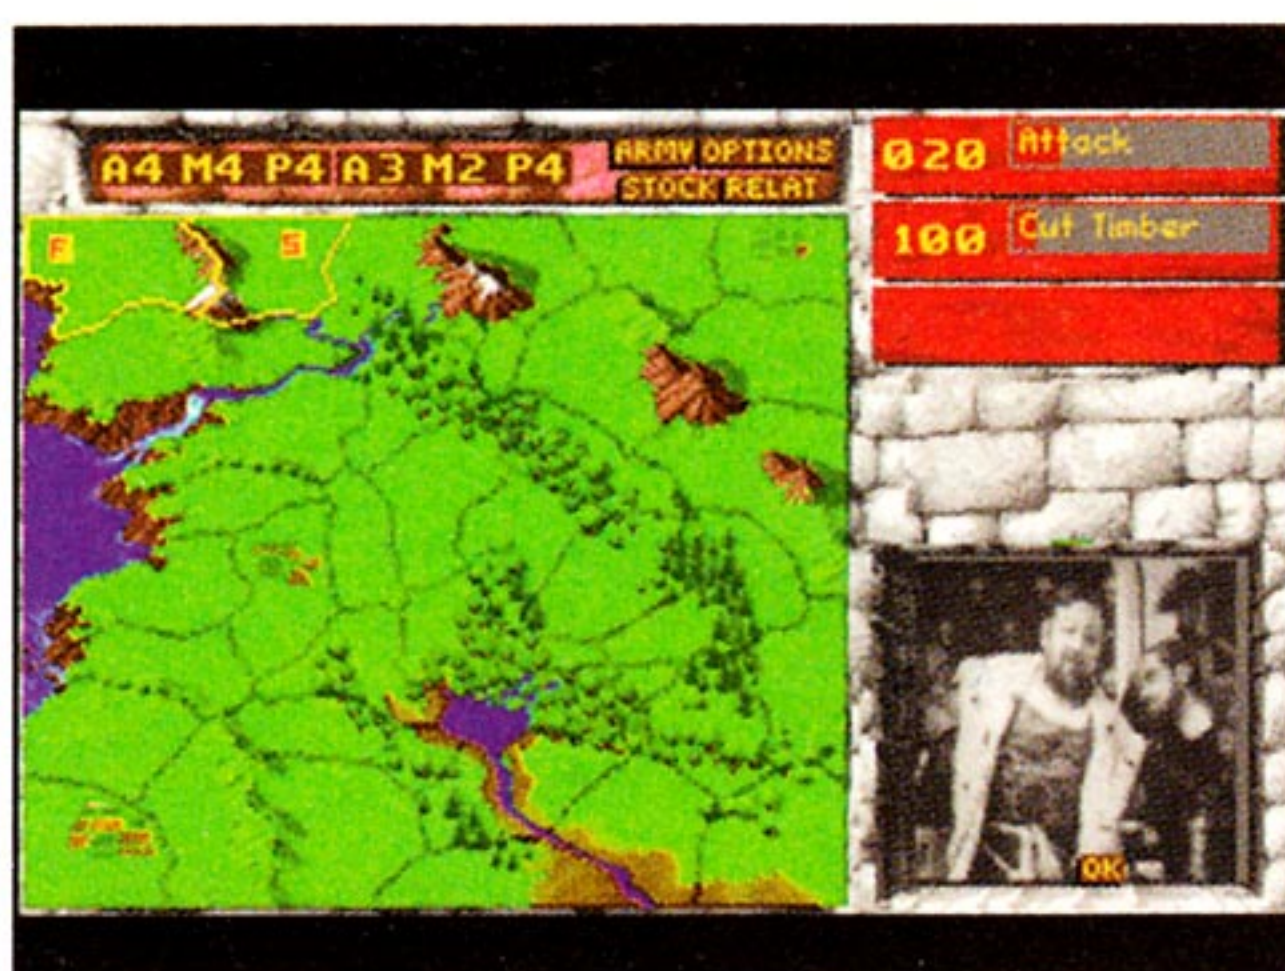 A4 M4 P4 A3 M2 P4
ARMY OPTIONS
STOCK RELAT
020 Attack
100 Cut Timber
F
S
OK